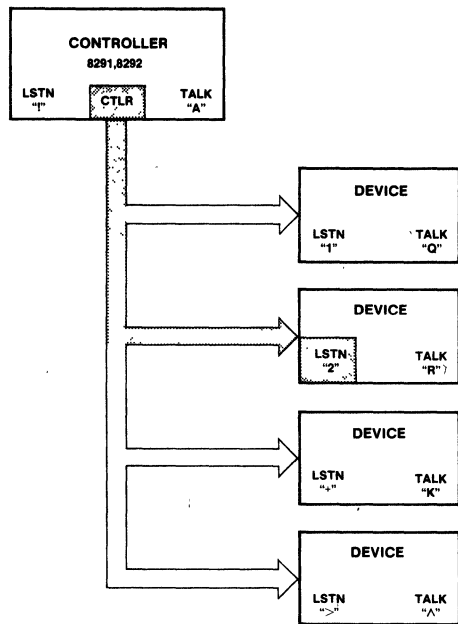 CONTROLLER
8291,8292
LSTN CTLR TALK
"!" "A"
DEVICE
LSTN TALK
"1" "Q"
DEVICE
LSTN TALK
"2" "R"
DEVICE
LSTN TALK
"+" "K"
DEVICE
LSTN TALK
">" "^"